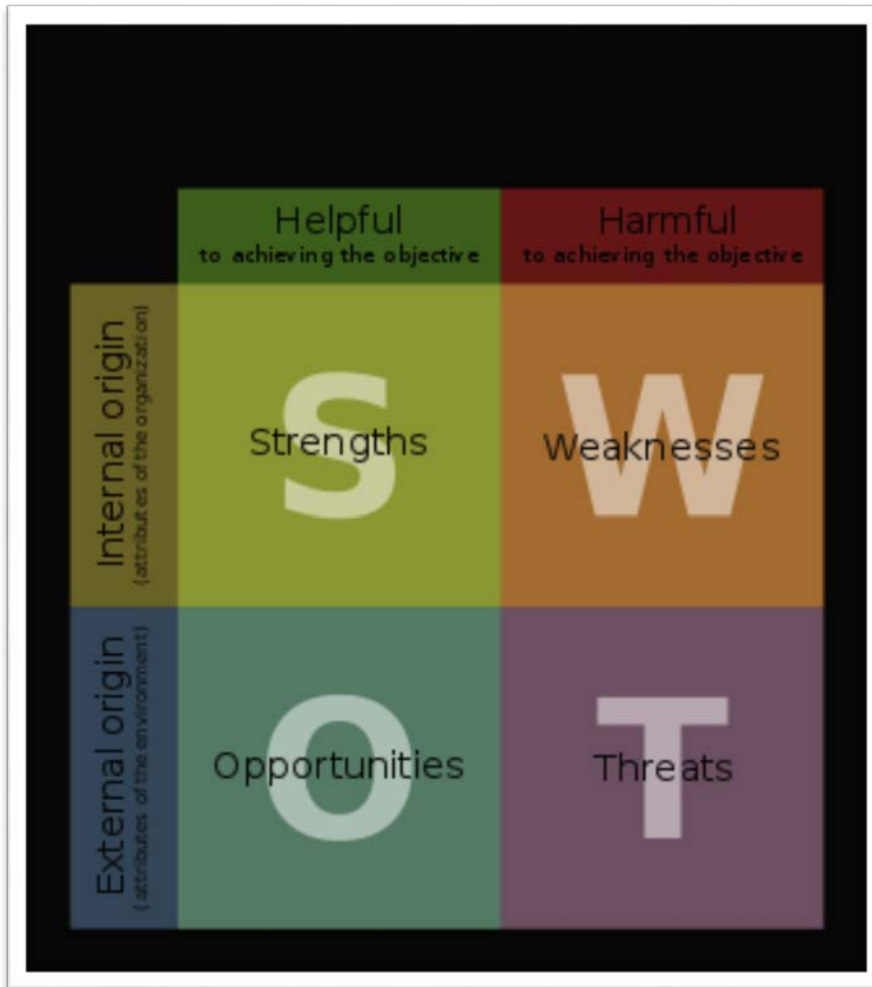 Helpful
to achieving the objective
Harmful
to achieving the objective
Internal origin
(attributes of the organization)
S
Strengths
W
Weaknesses
External origin
(attributes of the environment)
O
Opportunities
T
Threats